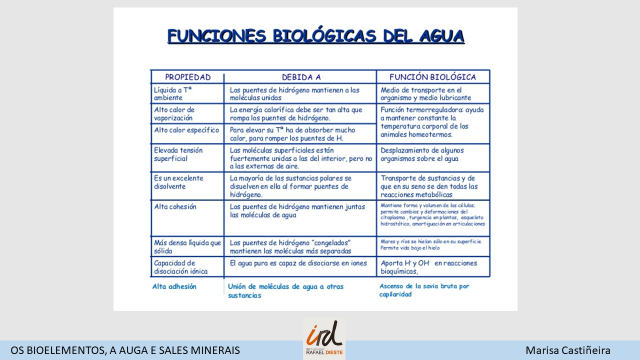 FUNCIONES BIOLÓGICAS DEL AGUA
PROPIEDAD DEBIDA A FUNCIÓN BIOLÓGICA
Líquida a Tª
ambiente
Los puentes de hidrógeno mantienen a las
moléculas unidas
Medio de transporte en el
organismo y medio lubricante
Alto calor de
vaporización
La energía calorífica debe ser tan alta que
rompa los puentes de hidrógeno.
Función termorreguladora: ayuda
a mantener constante la
temperatura corporal de los
animales homeotermos.
Alto calor específico
Para elevar su Tª ha de absorber mucho
calor, para romper los puentes de H.
Elevada tensión
superficial
Las moléculas superficiales están
fuertemente unidas a las del interior, pero no
a las externas de aire.
Desplazamiento de algunos
organismos sobre el agua
Es un excelente
disolvente
La mayoría de las sustancias polares se
disuelven en ella al formar puentes de
hidrógeno.
Transporte de sustancias y de
que en su seno se den todas las
reacciones metabólicas
Alta cohesión
Los puentes de hidrógeno mantienen juntas
las moléculas de agua
Mantiene forma y volumen de las células;
permite cambios y deformaciones del
citoplasma , turgencia en plantas, esqueleto
hidrostático, amortiguación en articulaciones
Más densa líquida que
sólida
Los puentes de hidrógeno "congelados"
mantienen las moléculas más separadas
Mares y ríos se hielan sólo en su superficie
Permite vida bajo el hielo
Capacidad de
disociación iónica
El agua pura es capaz de disociarse en iones
Aporta H⁺ y OH⁻ en reacciones
bioquímicas,
Alta adhesión
Unión de moléculas de agua a otras
sustancias
Ascenso de la savia bruta por
capilaridad
ird
RAFAEL DIESTE
OS BIOELEMENTOS, A AUGA E SALES MINERAIS
Marisa Castiñeira